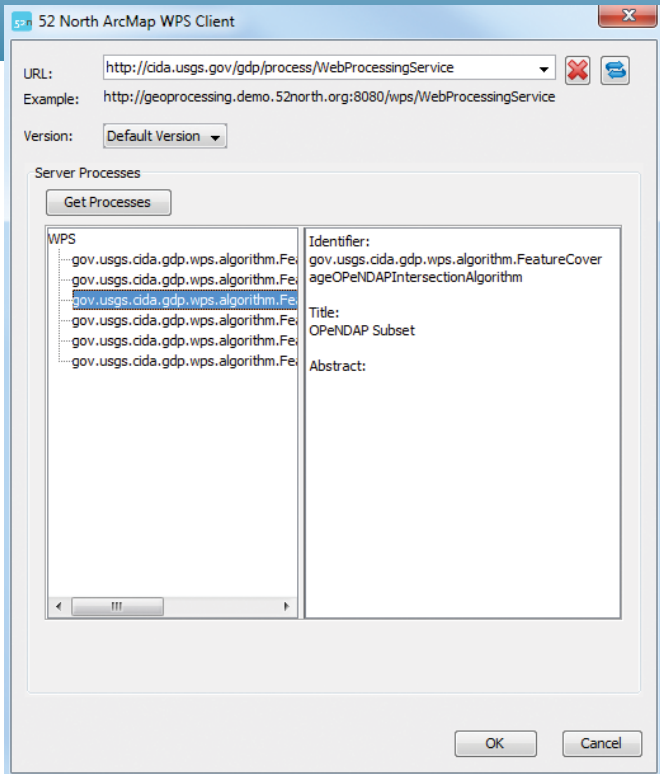 52 North ArcMap WPS Client
URL: http://cida.usgs.gov/gdp/process/WebProcessingService
Example: http://geoprocessing.demo.52north.org:8080/wps/WebProcessingService
Version: Default Version
Server Processes
Get Processes
WPS
gov.usgs.cida.gdp.wps.algorithm.Fea
gov.usgs.cida.gdp.wps.algorithm.Fea
gov.usgs.cida.gdp.wps.algorithm.Fea
gov.usgs.cida.gdp.wps.algorithm.Fea
gov.usgs.cida.gdp.wps.algorithm.Fea
gov.usgs.cida.gdp.wps.algorithm.Fea
Identifier:
gov.usgs.cida.gdp.wps.algorithm.FeatureCover
ageOPeNDAPIntersectionAlgorithm
Title:
OPeNDAP Subset
Abstract:
OK Cancel